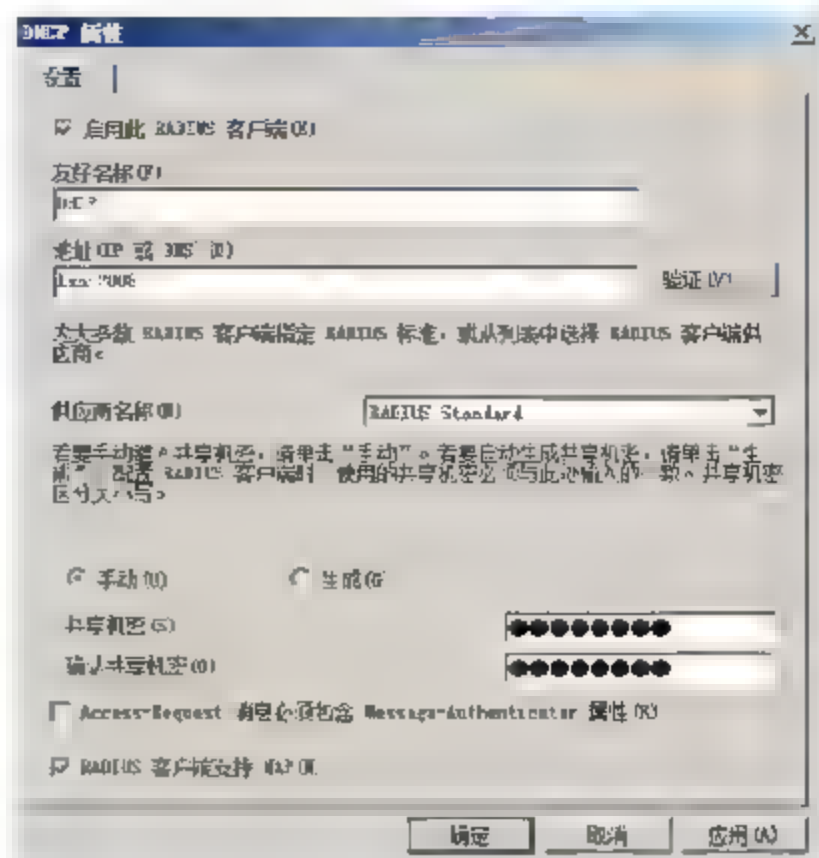 DHCP 属性
设置
启用此 RADIUS 客户端(E)
友好名称(F)
DHCP
地址(IP 或 DNS)(D)
2008
验证(V)
为大多数 RADIUS 客户端指定 RADIUS 标准，或从列表中选择 RADIUS 客户端供
应商。
供应商名称(M)
RADIUS Standard
若要手动键入共享机密，请单击“手动”。若要自动生成共享机密，请单击“生
成”。配置 RADIUS 客户端时 使用的共享机密必须与此处输入的一致。共享机密
区分大小写。
手动(U)
生成(G)
共享机密(S)
确认共享机密(O)
Access-Request 消息必须包含 Message-Authenticator 属性(R)
RADIUS 客户端支持 NAP(N)
确定
取消
应用(A)